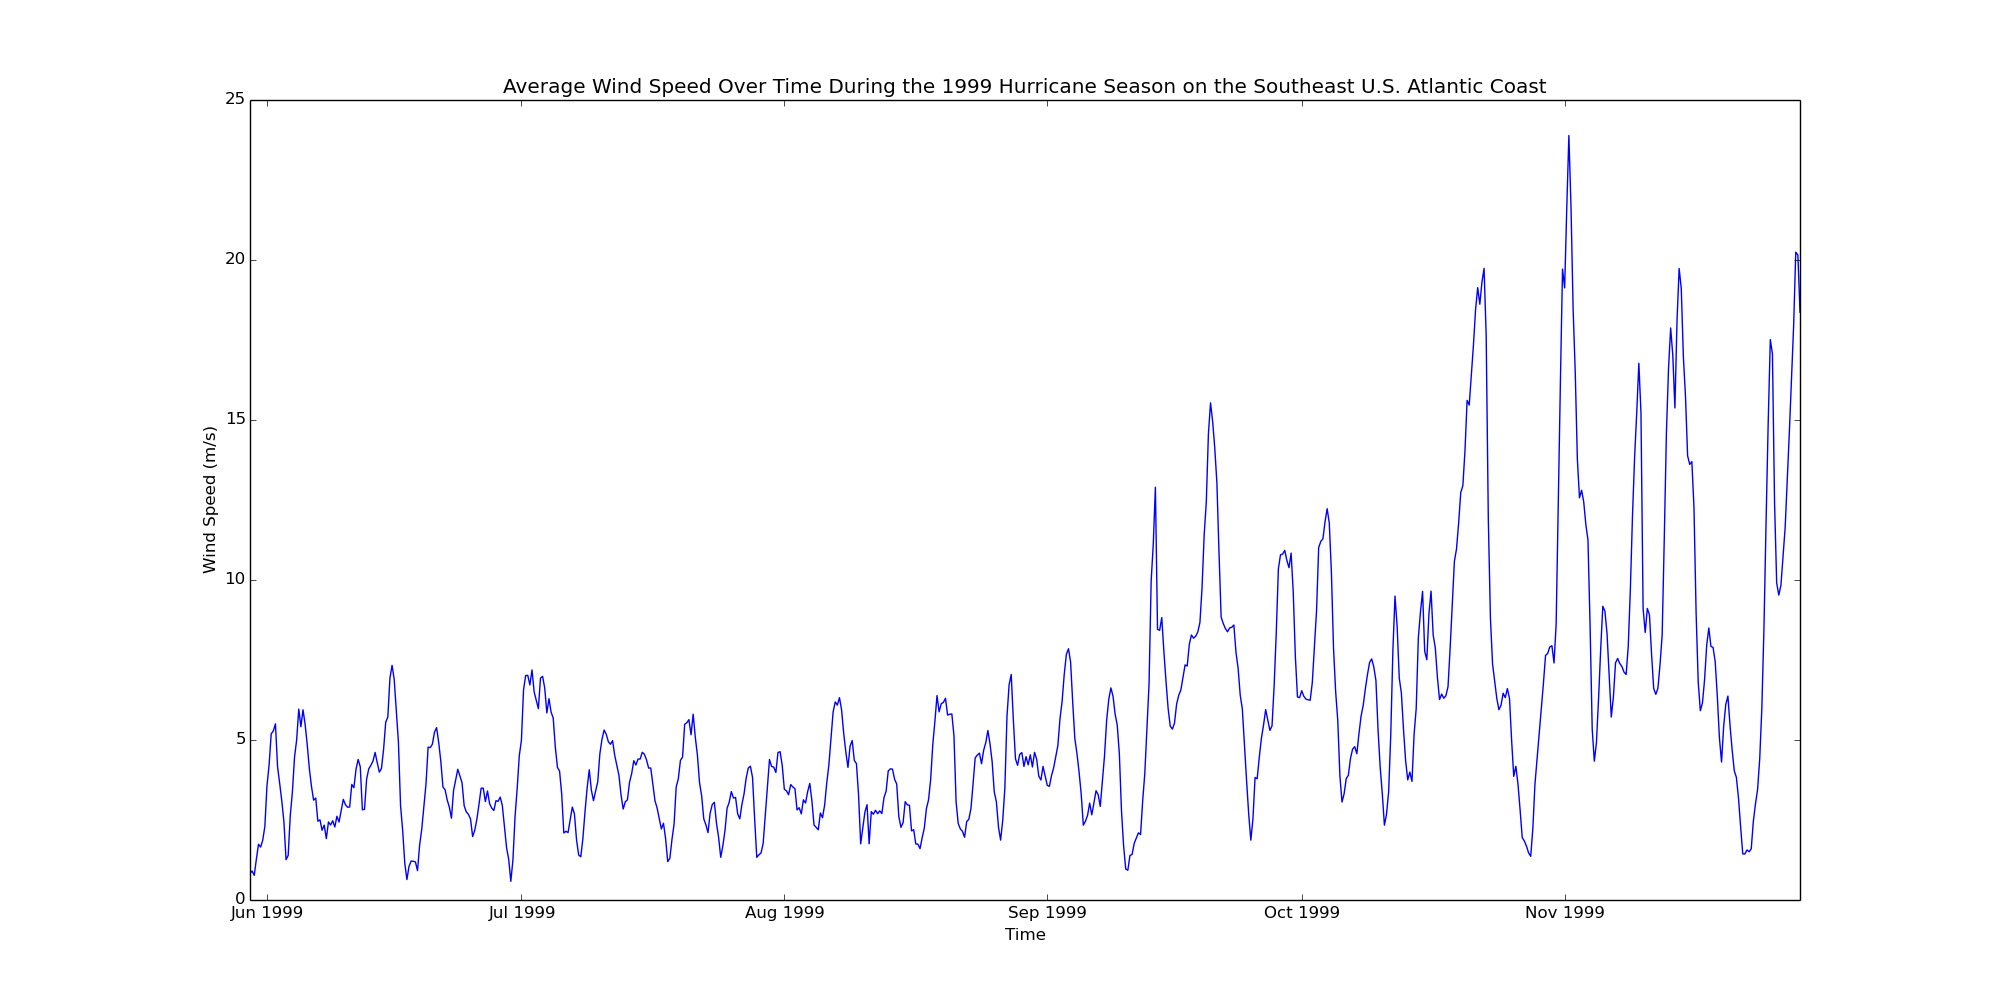 Average Wind Speed Over Time During the 1999 Hurricane Season on the Southeast U.S. Atlantic Coast
25
20
15
10
5
0
Wind Speed (m/s)
Jun 1999 Jul 1999 Aug 1999 Sep 1999 Oct 1999 Nov 1999
Time